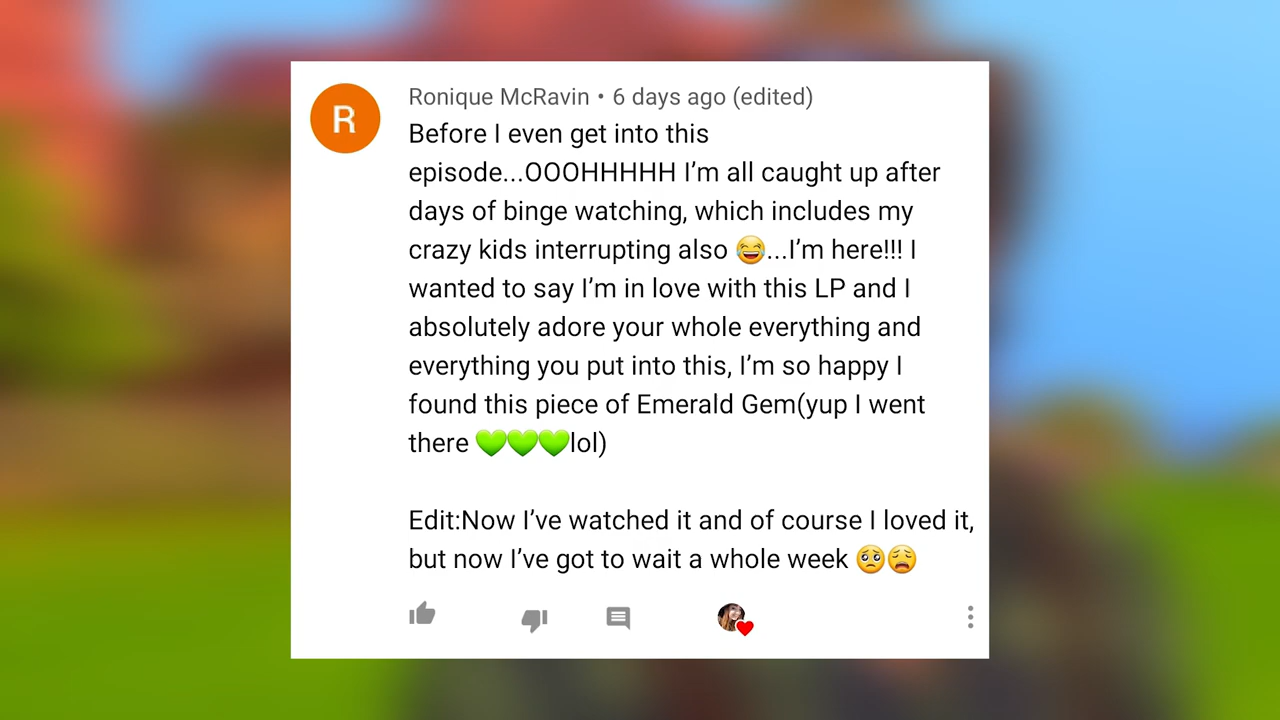 R
Ronique McRavin • 6 days ago (edited)
Before I even get into this
episode...OOOHHHHH I’m all caught up after
days of binge watching, which includes my
crazy kids interrupting also 😂...I’m here!!! I
wanted to say I’m in love with this LP and I
absolutely adore your whole everything and
everything you put into this, I’m so happy I
found this piece of Emerald Gem(yup I went
there 💚💚💚lol)
Edit:Now I’ve watched it and of course I loved it,
but now I’ve got to wait a whole week 🥺😩